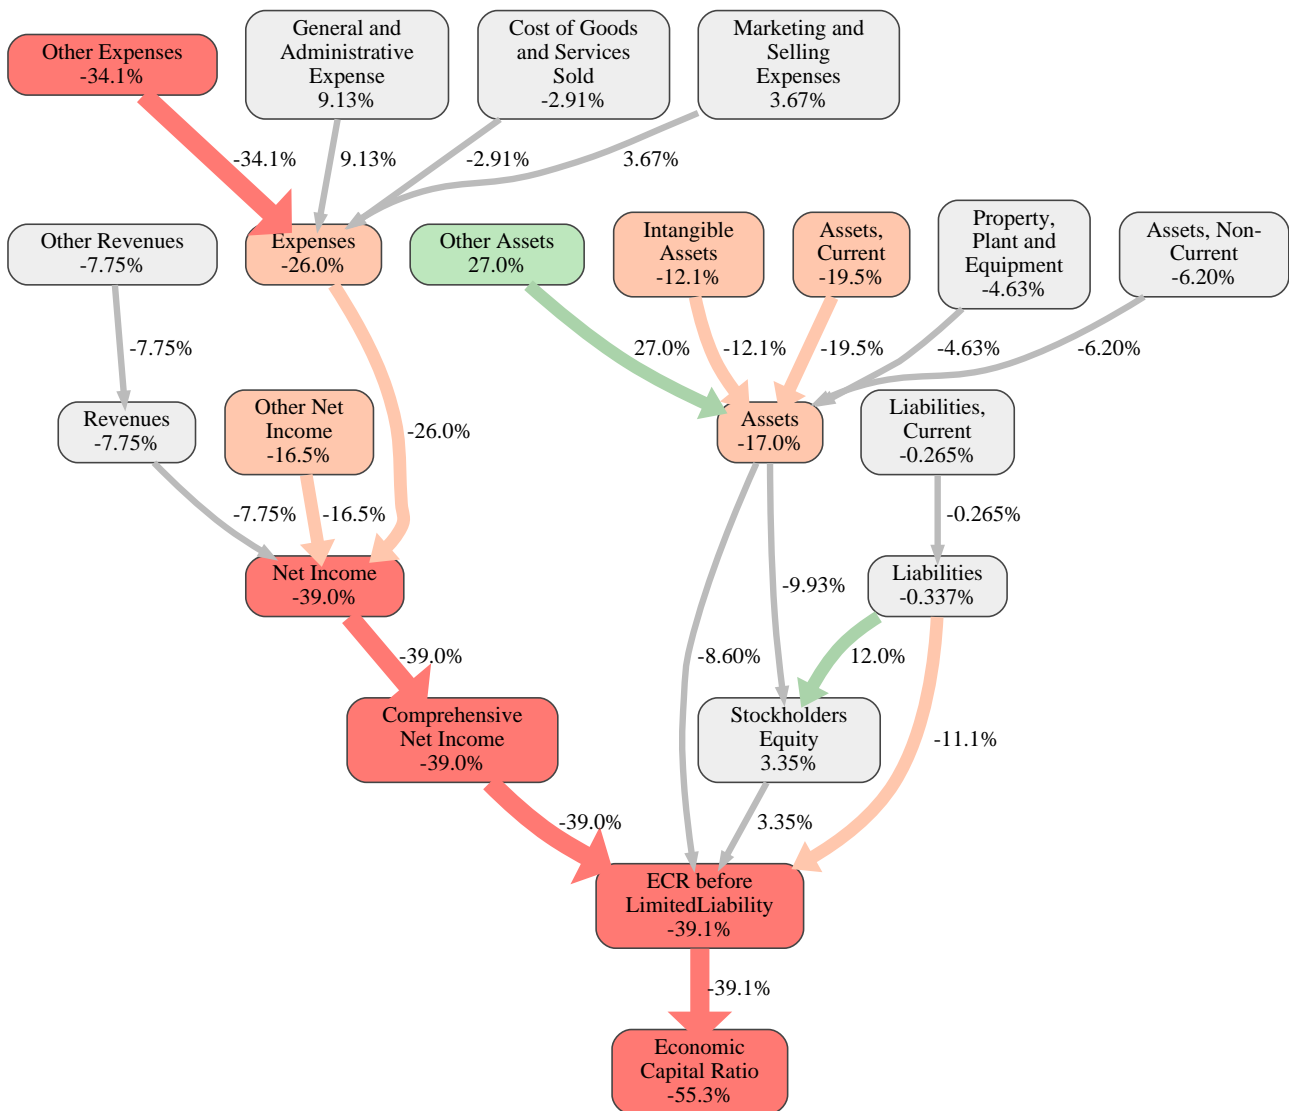 Other Expenses
-34.1%
General and
Administrative
Expense
9.13%
Cost of Goods
and Services
Sold
-2.91%
Marketing and
Selling
Expenses
3.67%
-34.1%
9.13%
-2.91%
3.67%
Other Revenues
-7.75%
Expenses
-26.0%
Other Assets
27.0%
Intangible
Assets
-12.1%
Assets,
Current
-19.5%
Property,
Plant and
Equipment
-4.63%
Assets, Non-
Current
-6.20%
-7.75%
27.0%
-12.1%
-19.5%
-4.63%
-6.20%
Revenues
-7.75%
Other Net
Income
-16.5%
-26.0%
Assets
-17.0%
Liabilities,
Current
-0.265%
-7.75%
-16.5%
-0.265%
Net Income
-39.0%
-9.93%
Liabilities
-0.337%
-39.0%
-8.60%
12.0%
Comprehensive
Net Income
-39.0%
Stockholders
Equity
3.35%
-11.1%
-39.0%
3.35%
ECR before
LimitedLiability
-39.1%
-39.1%
Economic
Capital Ratio
-55.3%